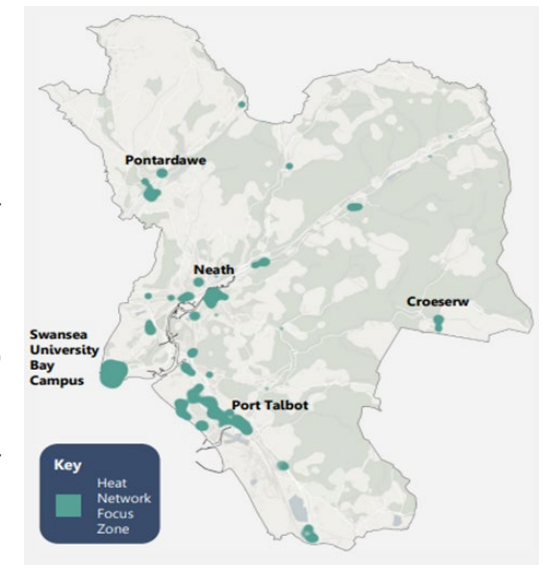 Pontardawe
Neath
Croeserw
Swansea
University
Bay
Campus
Port Talbot
Key
Heat
Network
Focus
Zone